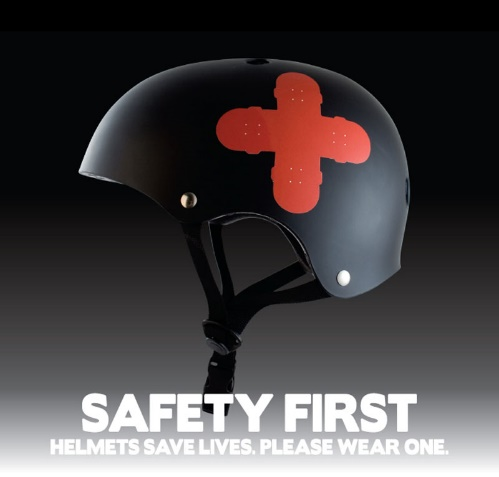 SAFETY FIRST
HELMETS SAVE LIVES. PLEASE WEAR ONE.